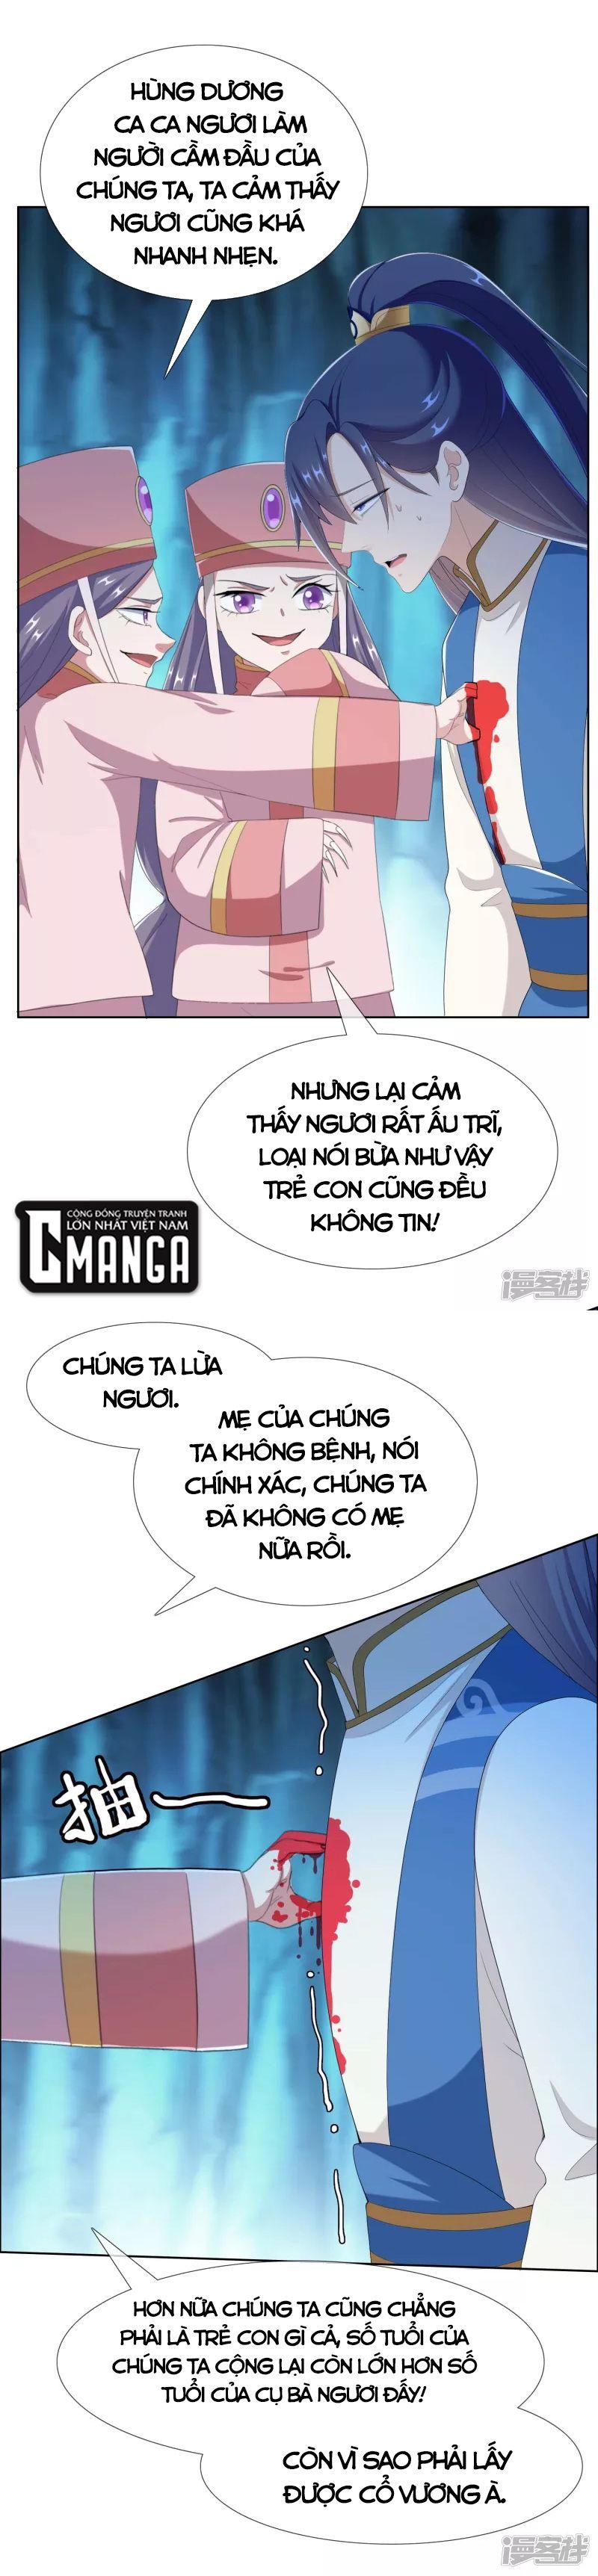 HÙNG DƯƠNG
CA CA NGƯƠI LÀM
NGƯỜI CẦM ĐẦU CỦA
CHÚNG TA, TA CẢM THẤY
NGƯƠI CŨNG KHÁ
NHANH NHẸN.
NHƯNG LẠI CẢM
THẤY NGƯƠI RẤT ẤU TRĨ,
LOẠI NÓI BỪA NHƯ VẬY
TRẺ CON CŨNG ĐỀU
KHÔNG TIN!
CỘNG ĐỒNG TRUYỆN TRANH
LỚN NHẤT VIỆT NAM
CMANGA
漫客栈
CHÚNG TA LỪA
NGƯƠI.
MẸ CỦA CHÚNG
TA KHÔNG BỆNH, NÓI
CHÍNH XÁC, CHÚNG TA
ĐÃ KHÔNG CÓ MẸ
NỮA RỒI.
抽——
HƠN NỮA CHÚNG TA CŨNG CHẲNG
PHẢI LÀ TRẺ CON GÌ CẢ, SỐ TUỔI CỦA
CHÚNG TA CỘNG LẠI CÒN LỚN HƠN SỐ
TUỔI CỦA CỤ BÀ NGƯƠI ĐẤY!
CÒN VÌ SAO PHẢI LẤY
ĐƯỢC CỔ VƯƠNG À.
漫客栈